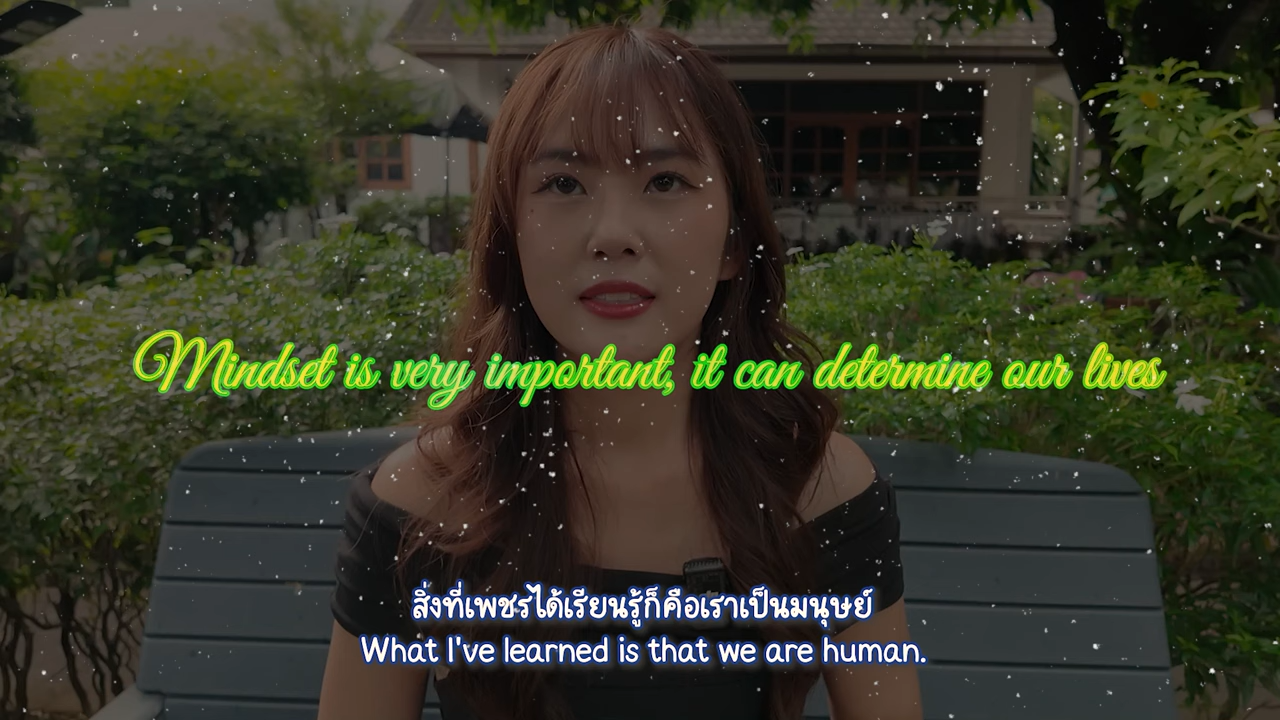 Mindset is very important, it can determine our lives
สิ่งที่เพชรได้เรียนรู้ก็คือเราเป็นมนุษย์
What I've learned is that we are human.